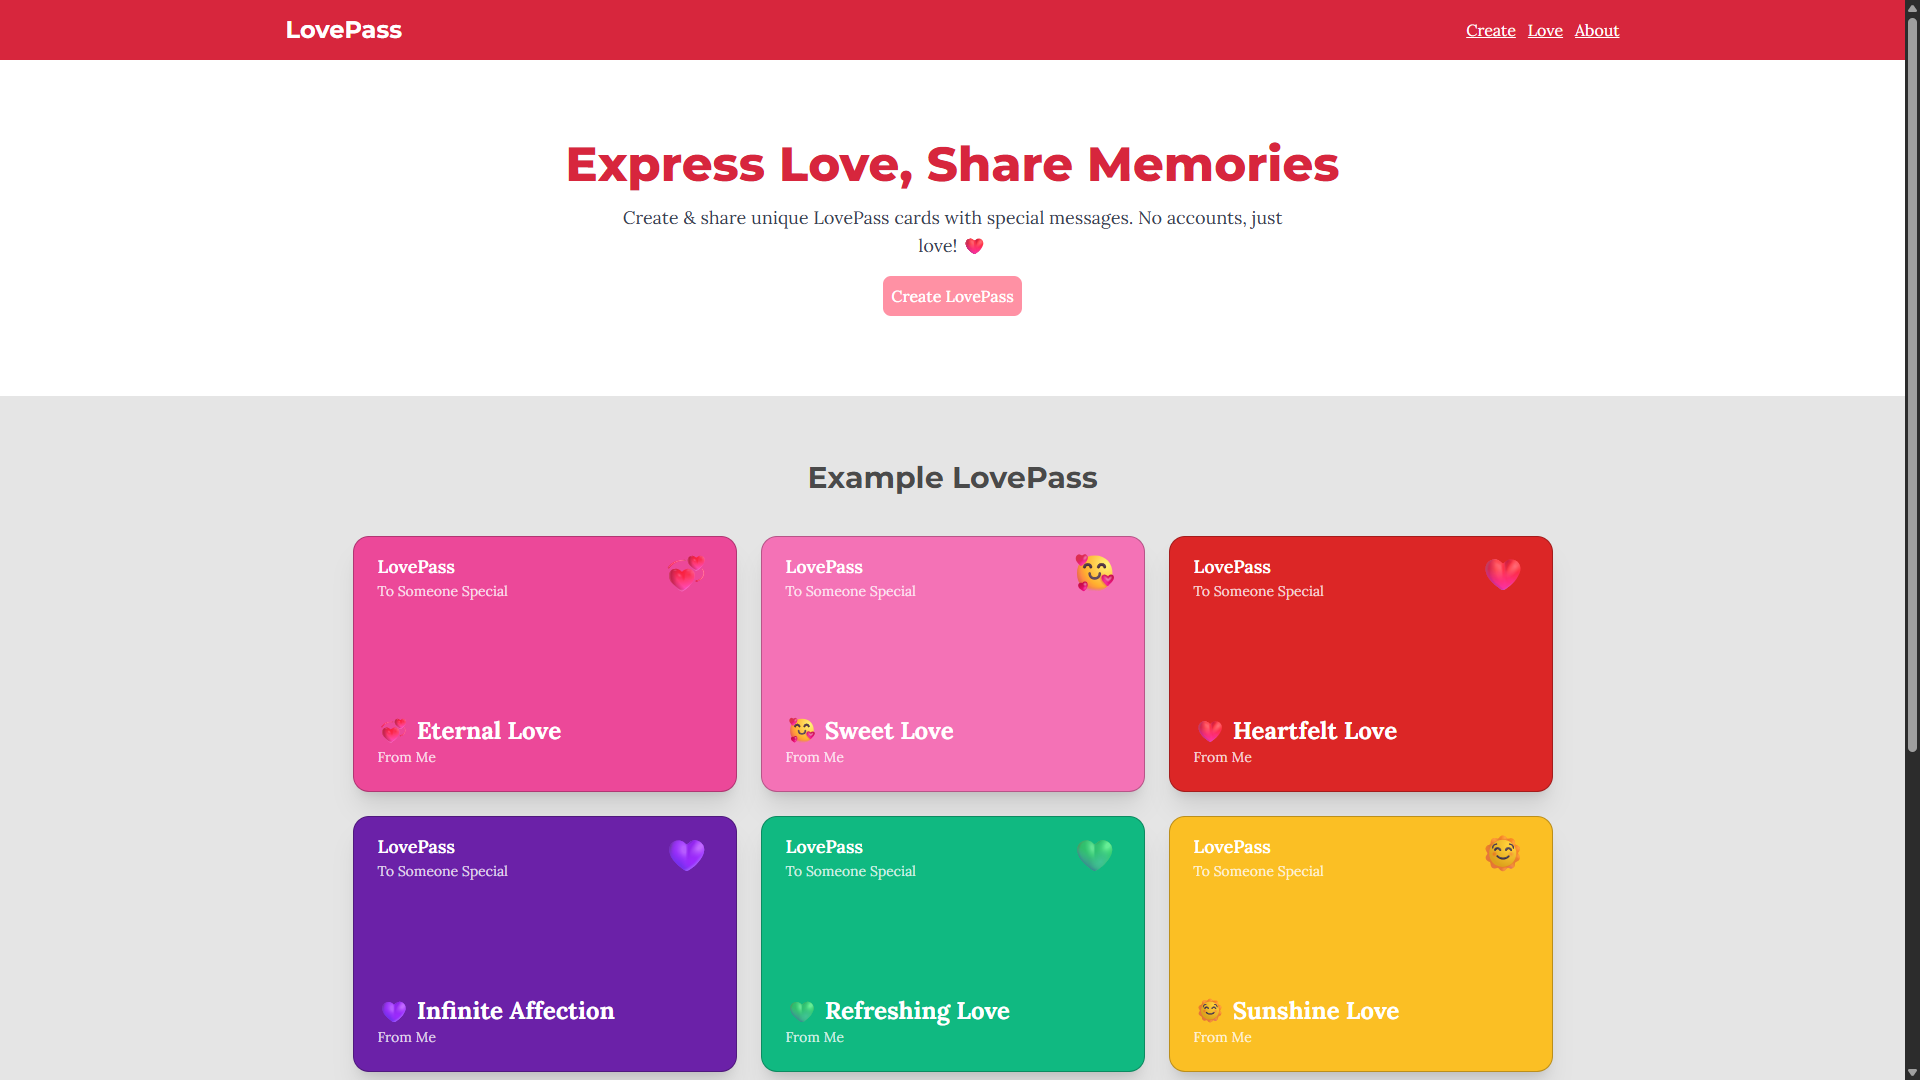 LovePass
Create Love About
Express Love, Share Memories
Create & share unique LovePass cards with special messages. No accounts, just
love! 💗
Create LovePass
Example LovePass
LovePass
To Someone Special
💞 Eternal Love
From Me
LovePass
To Someone Special
🥰 Sweet Love
From Me
LovePass
To Someone Special
❤️ Heartfelt Love
From Me
LovePass
To Someone Special
💜 Infinite Affection
From Me
LovePass
To Someone Special
💚 Refreshing Love
From Me
LovePass
To Someone Special
🌞 Sunshine Love
From Me